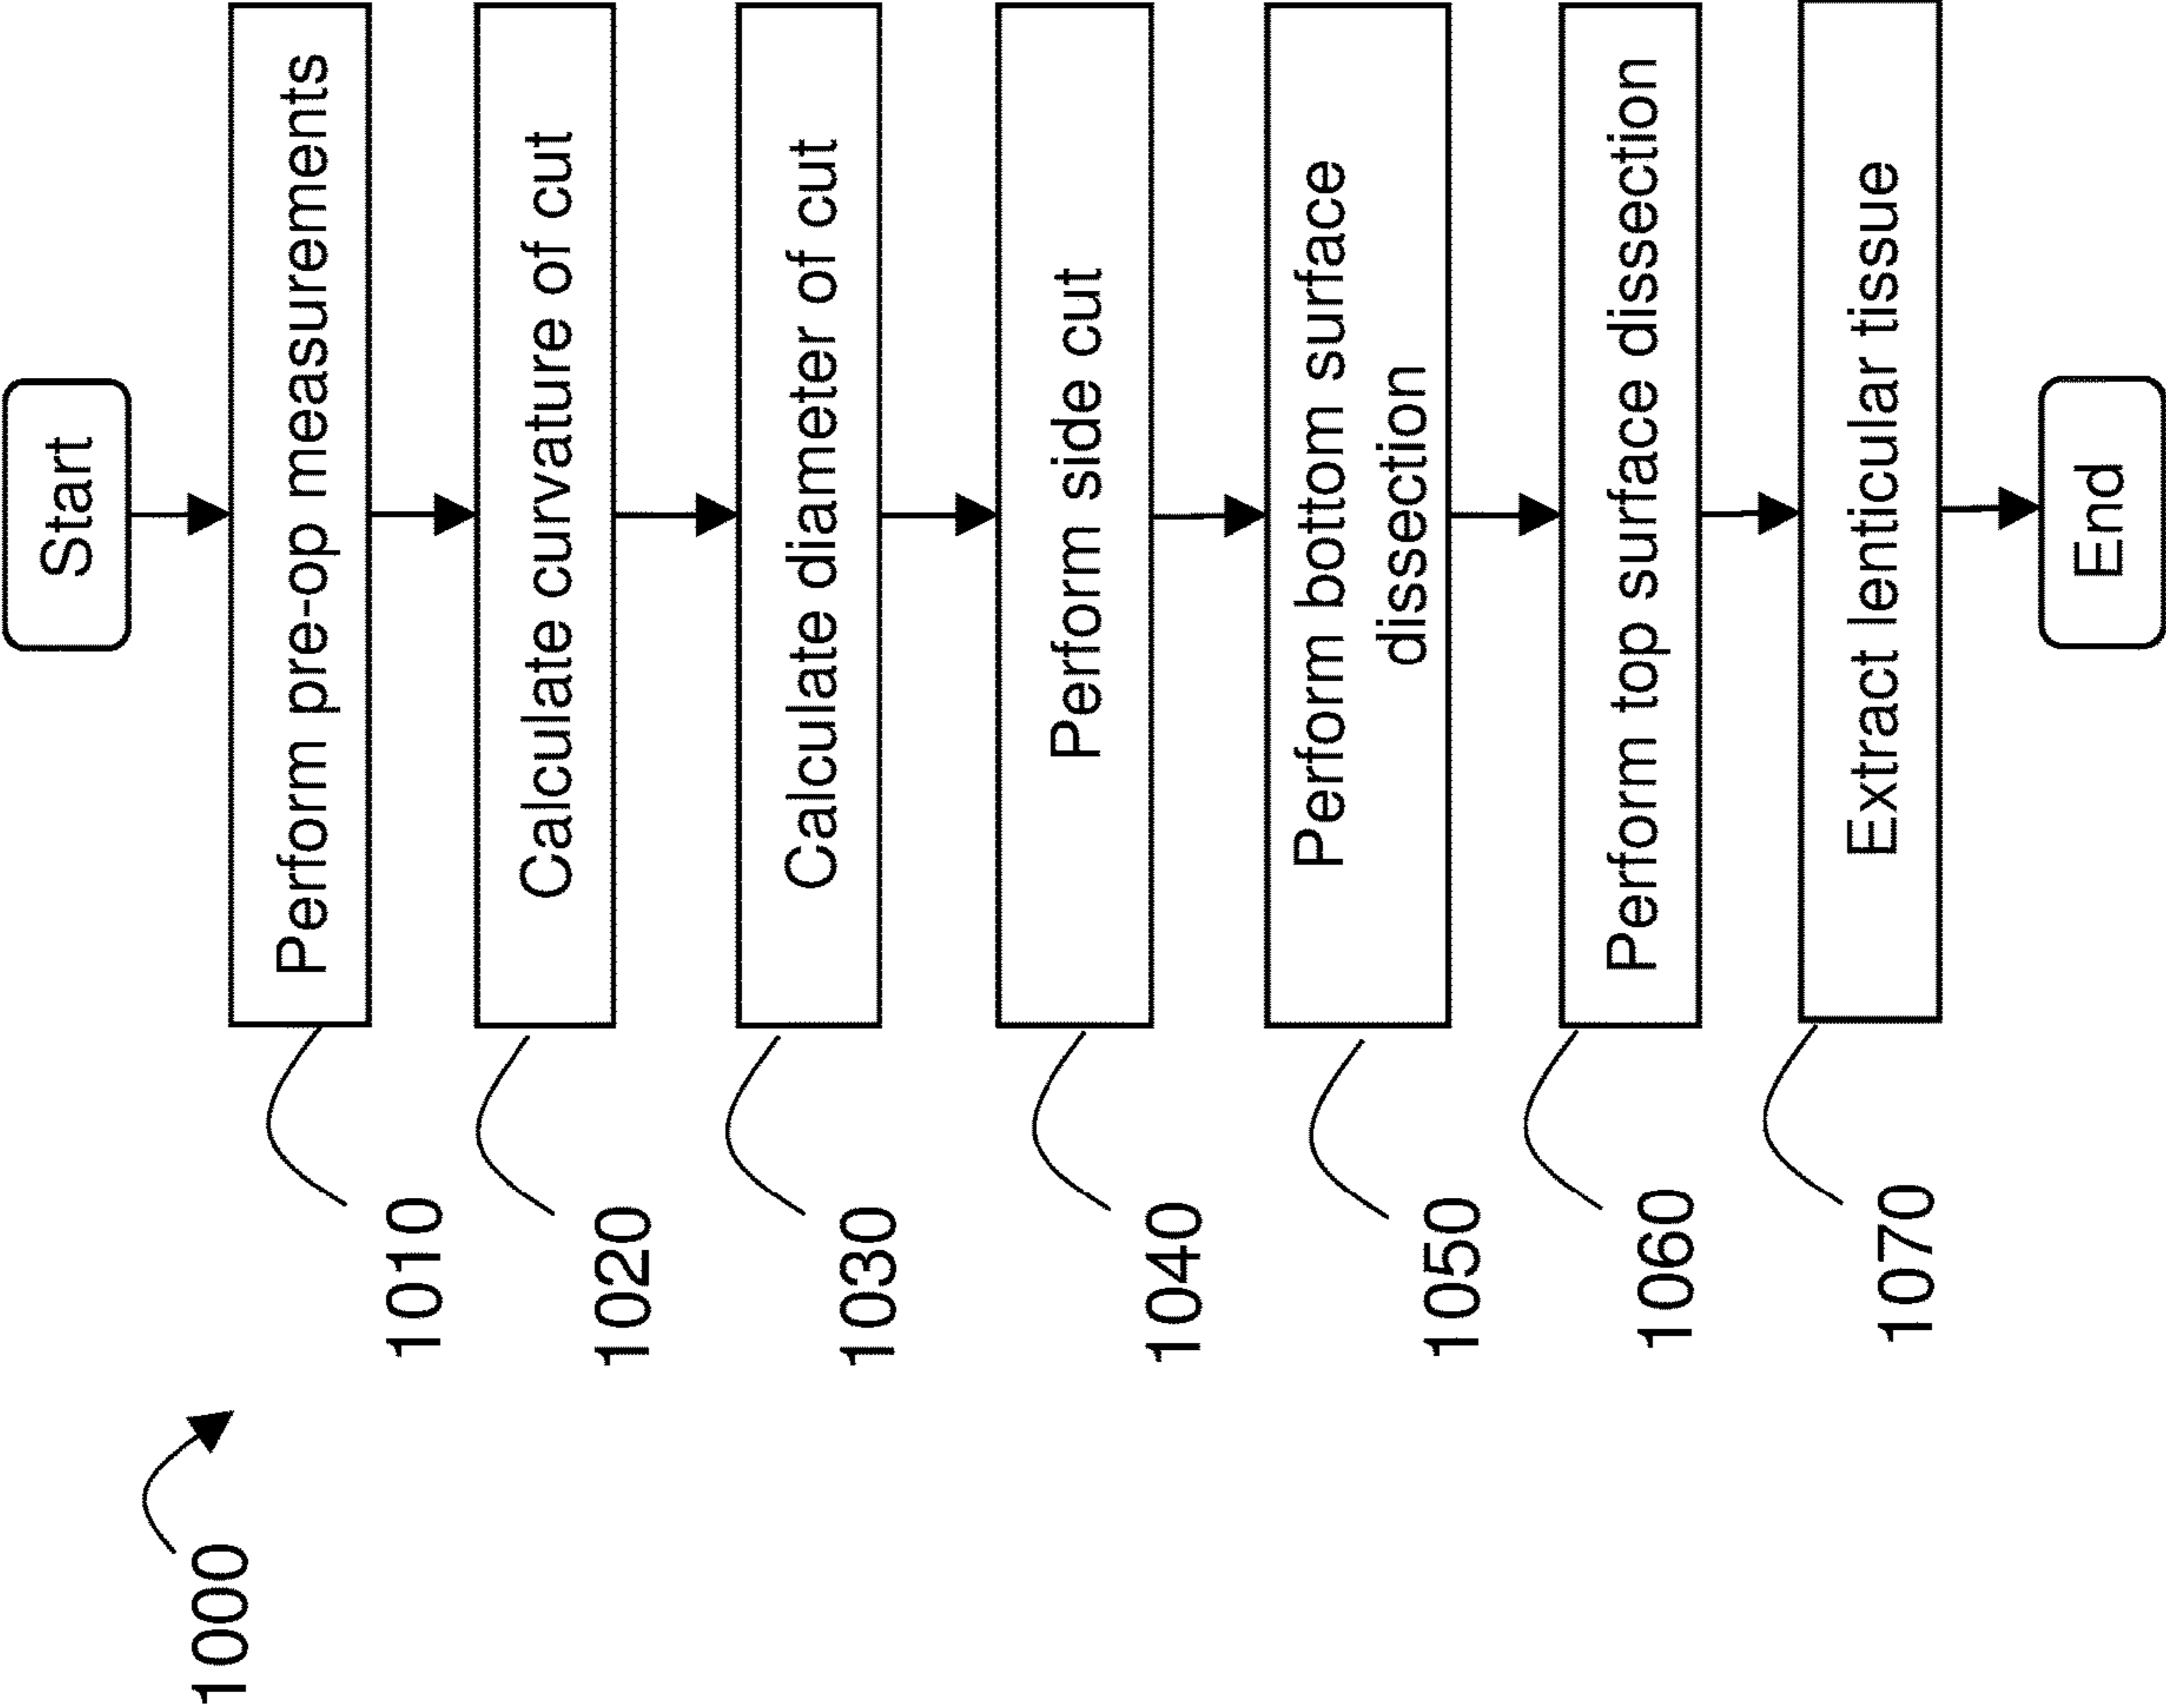 1000
Start
1010
Perform pre-op measurements
1020
Calculate curvature of cut
1030
Calculate diameter of cut
1040
Perform side cut
1050
Perform bottom surface
dissection
1060
Perform top surface dissection
1070
Extract lenticular tissue
End